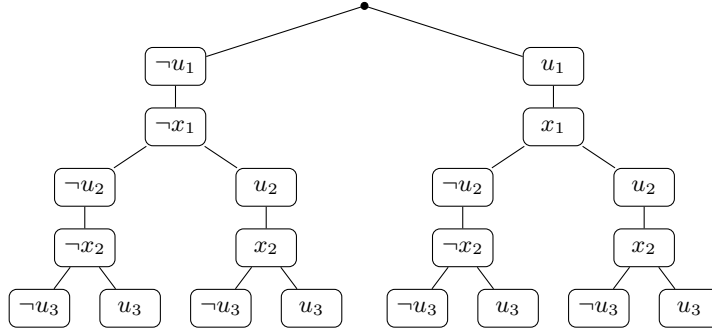 ¬u₁ u₁
¬x₁ x₁
¬u₂ u₂ ¬u₂ u₂
¬x₂ x₂ ¬x₂ x₂
¬u₃ u₃ ¬u₃ u₃ ¬u₃ u₃ ¬u₃ u₃